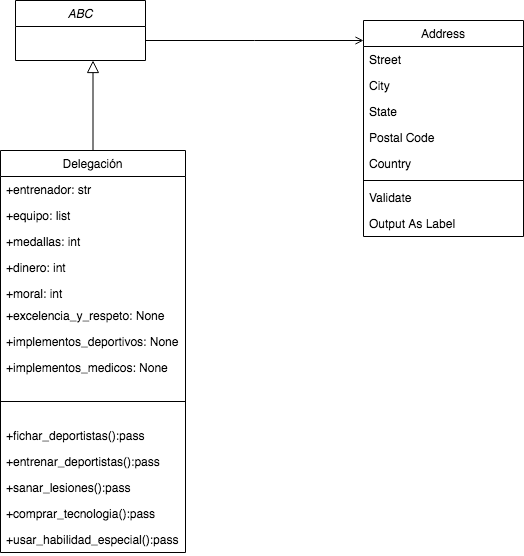 ABC
Address
Street
City
State
Postal Code
Country
Validate
Output As Label
Delegación
+entrenador: str
+equipo: list
+medallas: int
+dinero: int
+moral: int
+excelencia_y_respeto: None
+implementos_deportivos: None
+implementos_medicos: None
+fichar_deportistas():pass
+entrenar_deportistas():pass
+sanar_lesiones():pass
+comprar_tecnologia():pass
+usar_habilidad_especial():pass